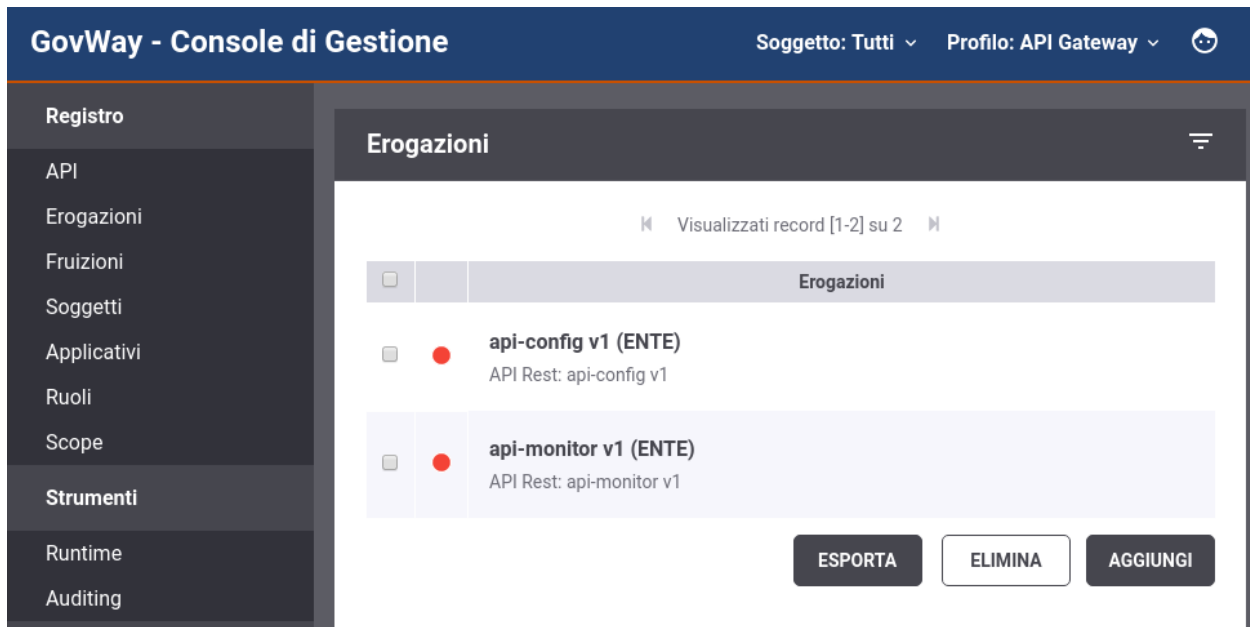 GovWay - Console di Gestione
Soggetto: Tutti Profilo: API Gateway
Registro
API
Erogazioni
Fruizioni
Soggetti
Applicativi
Ruoli
Scope
Strumenti
Runtime
Auditing
Erogazioni
Visualizzati record [1-2] su 2
Erogazioni
api-config v1 (ENTE)
API Rest: api-config v1
api-monitor v1 (ENTE)
API Rest: api-monitor v1
ESPORTA ELIMINA AGGIUNGI